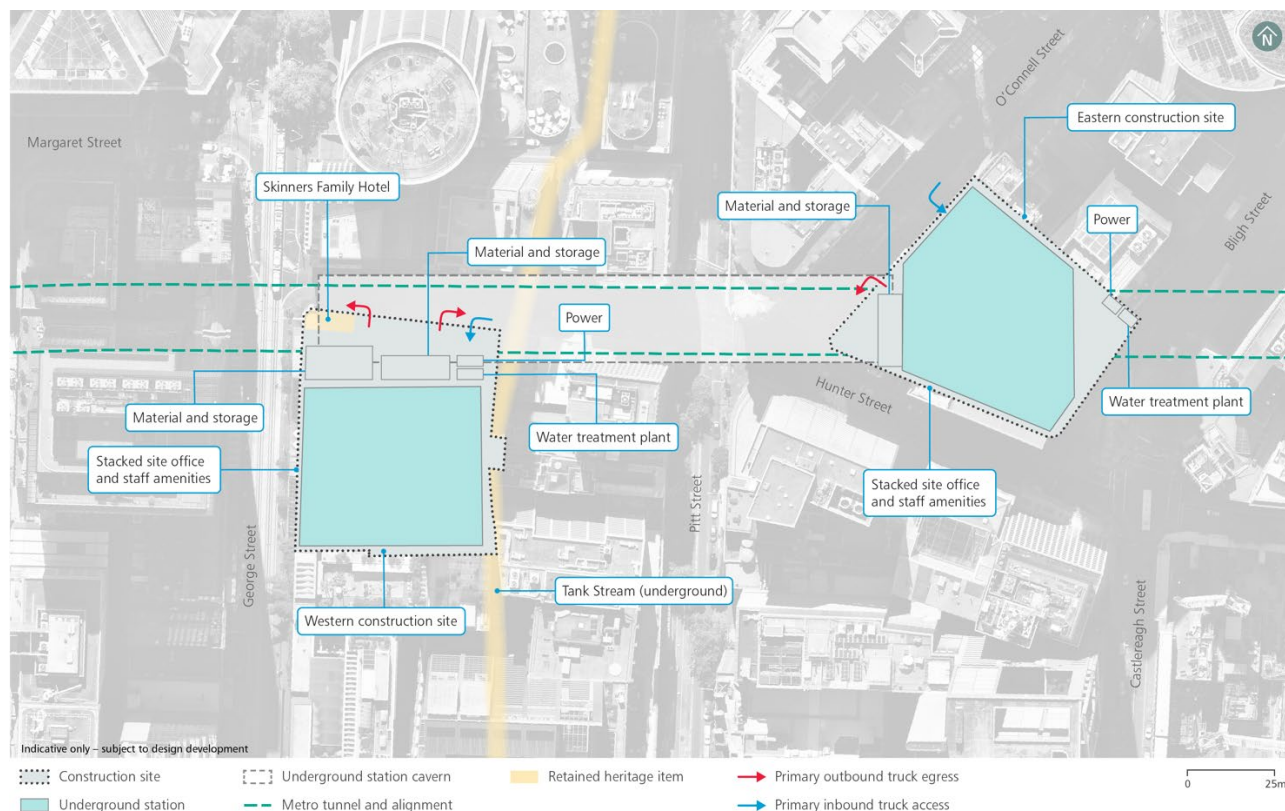 N
O'Connell Street
Eastern construction site
Margaret Street
Skinners Family Hotel
Material and storage
Power
Bligh Street
Material and storage
Power
Hunter Street
Material and storage
Water treatment plant
Water treatment plant
Stacked site office
and staff amenities
Stacked site office
and staff amenities
Pitt Street
George Street
Tank Stream (underground)
Western construction site
Castlereagh Street
Indicative only – subject to design development
Construction site
Underground station cavern
Retained heritage item
Primary outbound truck egress
0 25m
Underground station
Metro tunnel and alignment
Primary inbound truck access